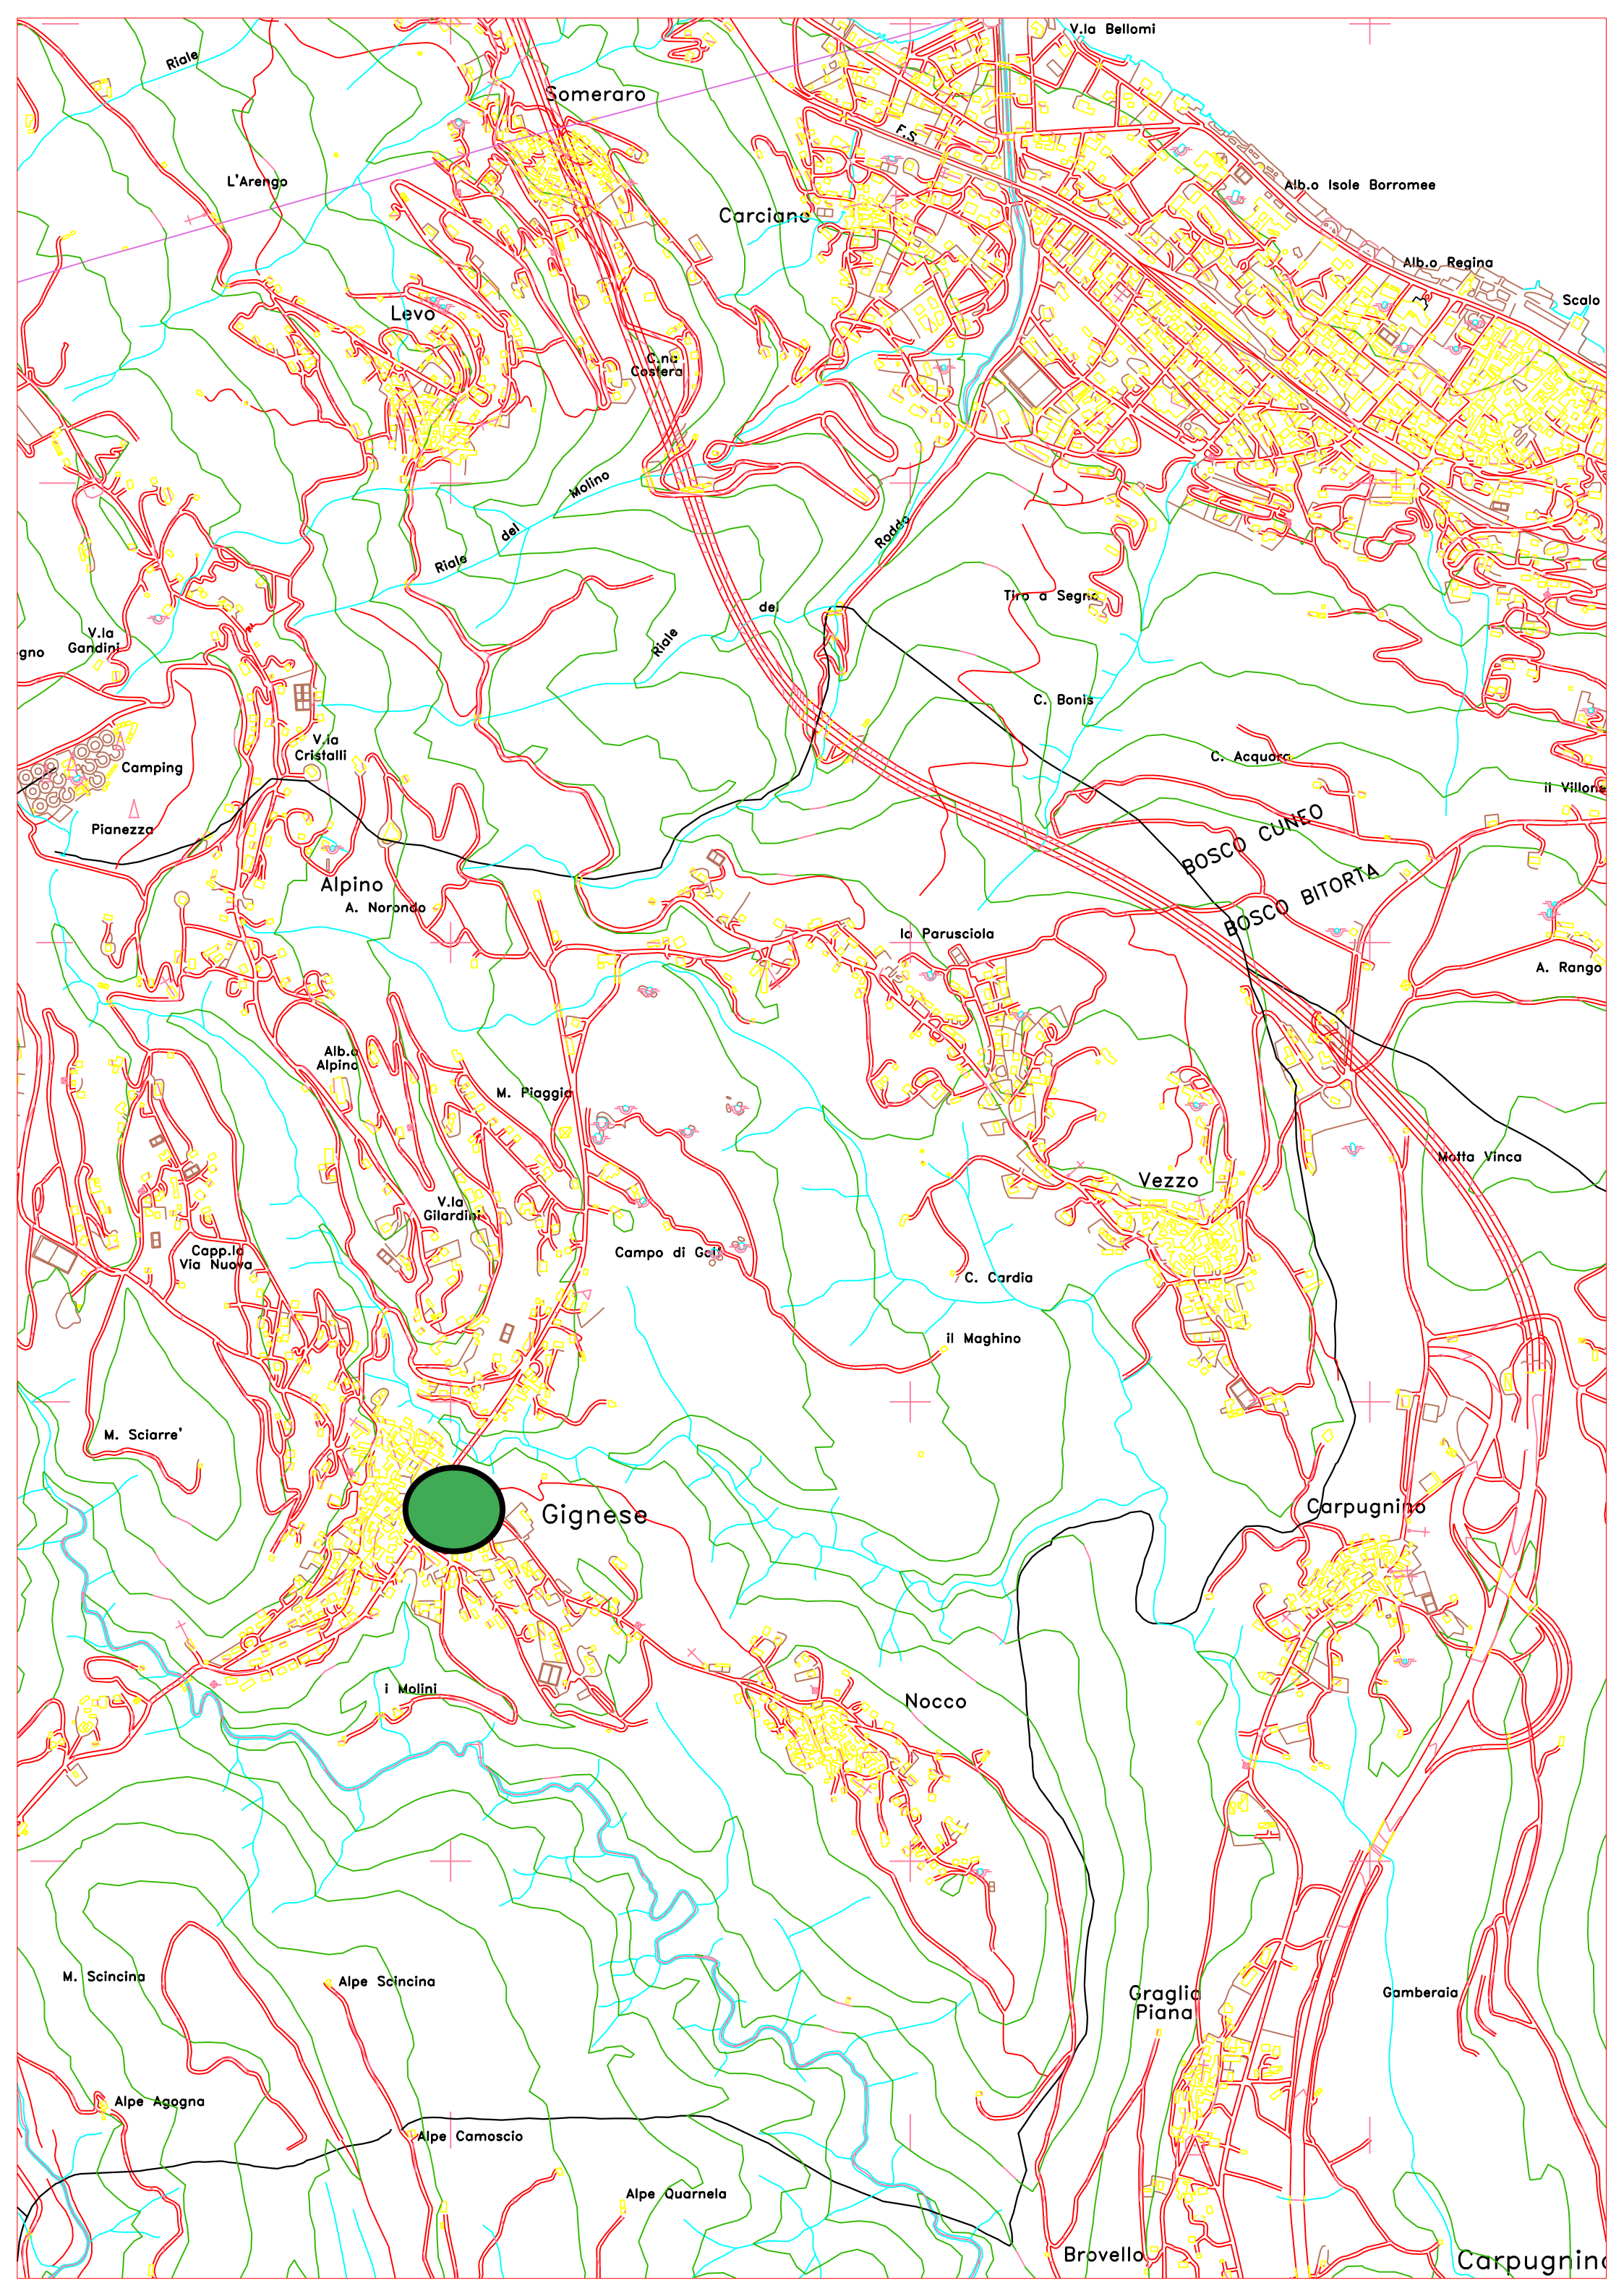 V.la Bellomi
Riale
Someraro
F.S.
L'Arengo
Alb.o Isole Borromee
Carciano
Alb.o Regina
Scalo
Levo
C.na
Costera
Molino
del
Riale
Roddo
del
Riale
Tiro a Segno
V.la
Gandini
gno
C. Bonis
V.la
Cristalli
Camping
C. Acquara
il Villone
Pianezza
BOSCO CUNEO
Alpino
BOSCO BITORTA
A. Norondo
la Parusciola
A. Rango
Alb.o
Alpino
M. Piaggia
Motta Vinca
Vezzo
V.la
Gilardini
Capp.la
Via Nuova
Campo di Golf
C. Cardia
il Maghino
M. Sciarre'
Gignese
Carpugnino
i Molini
Nocco
M. Scincina
Alpe Scincina
Graglia
Piana
Gamberaia
Alpe Agogna
Alpe Camoscio
Alpe Quarnela
Brovello
Carpugnino